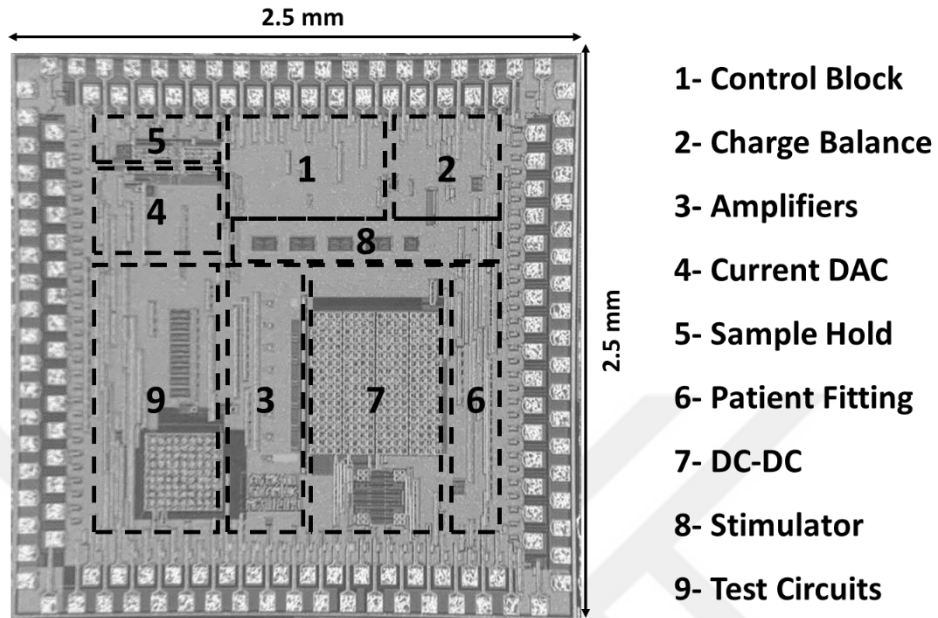 2.5 mm
5
1
2
4
8
9
3
7
6
2.5 mm
1- Control Block
2- Charge Balance
3- Amplifiers
4- Current DAC
5- Sample Hold
6- Patient Fitting
7- DC-DC
8- Stimulator
9- Test Circuits